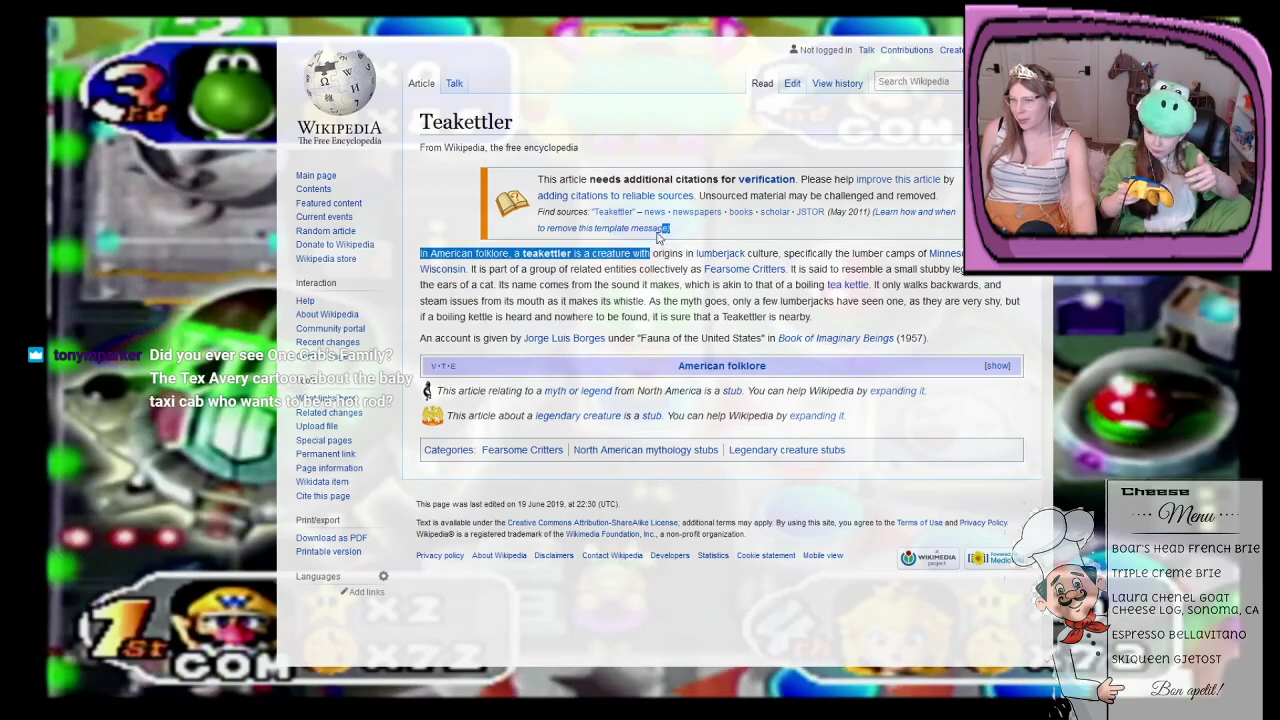 3rd
Not logged in Talk Contributions Create
Article Talk Read Edit View history Search Wikipedia
WIKIPEDIA
The Free Encyclopedia
Teakettler
From Wikipedia, the free encyclopedia
This article needs additional citations for verification. Please help improve this article by
adding citations to reliable sources. Unsourced material may be challenged and removed.
Find sources: "Teakettler" – news · newspapers · books · scholar · JSTOR (May 2011) (Learn how and when
to remove this template message)
In American folklore, a teakettler is a creature with origins in lumberjack culture, specifically the lumber camps of
Wisconsin. It is part of a group of related entities collectively as Fearsome Critters. It is said to resemble a small stubby
the ears of a cat. Its name comes from the sound it makes, which is akin to that of a boiling tea kettle. It only walks backwards, and
steam issues from its mouth as it makes its whistle. As the myth goes, only a few lumberjacks have seen one, as they are very shy, but
if a boiling kettle is heard and nowhere to be found, it is sure that a Teakettler is nearby.
An account is given by Jorge Luis Borges under "Fauna of the United States" in Book of Imaginary Beings (1957).
V·T·E American folklore [show]
This article relating to a myth or legend from North America is a stub. You can help Wikipedia by expanding it.
This article about a legendary creature is a stub. You can help Wikipedia by expanding it.
Categories: Fearsome Critters North American mythology stubs Legendary creature stubs
This page was last edited on 19 June 2019, at 22:30 (UTC).
Text is available under the Creative Commons Attribution-ShareAlike License; additional terms may apply. By using this site, you agree to the Terms of Use and Privacy Policy.
Wikipedia® is a registered trademark of the Wikimedia Foundation, Inc., a non-profit organization.
Privacy policy About Wikipedia Disclaimers Contact Wikipedia Developers Statistics Cookie statement Mobile view
WIKIMEDIA
project
Powered
Main page
Contents
Featured content
Current events
Random article
Donate to Wikipedia
Wikipedia store
Interaction
Help
About Wikipedia
Community portal
Recent changes
What links here
Related changes
Upload file
Special pages
Permanent link
Page information
Wikidata item
Cite this page
Print/export
Download as PDF
Printable version
Languages
Add links
tonymparker Did you ever see One Cab's Family?
The Tex Avery cartoon about the baby
taxi cab who wants to be a hot rod?
1st
COM
Cheese
Menu
Boar's Head French Brie
Triple Creme Brie
Laura Chenel Goat
Cheese Log, Sonoma, CA
Espresso Bellavitano
Skiqueen Gjetost
Bon apetit!